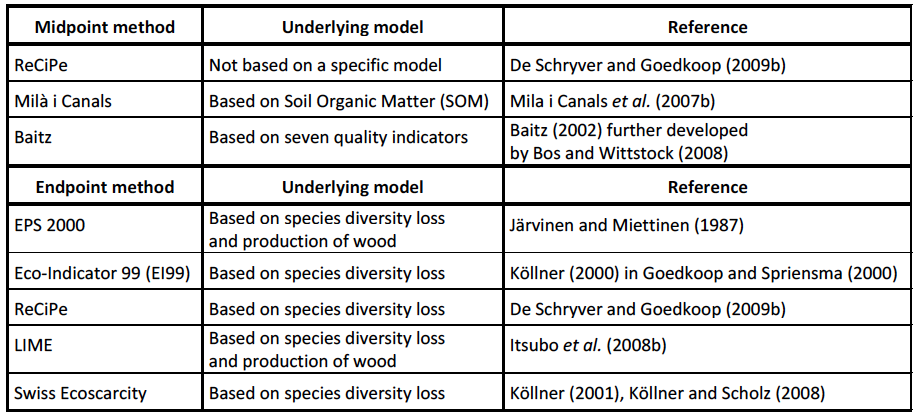 Midpoint method Underlying model Reference
ReCiPe Not based on a specific model De Schryver and Goedkoop (2009b)
Milà i Canals Based on Soil Organic Matter (SOM) Mila i Canals et al. (2007b)
Baitz Based on seven quality indicators Baitz (2002) further developed
by Bos and Wittstock (2008)
Endpoint method Underlying model Reference
EPS 2000 Based on species diversity loss
and production of wood Järvinen and Miettinen (1987)
Eco-Indicator 99 (EI99) Based on species diversity loss Köllner (2000) in Goedkoop and Spriensma (2000)
ReCiPe Based on species diversity loss De Schryver and Goedkoop (2009b)
LIME Based on species diversity loss
and production of wood Itsubo et al. (2008b)
Swiss Ecoscarcity Based on species diversity loss Köllner (2001), Köllner and Scholz (2008)